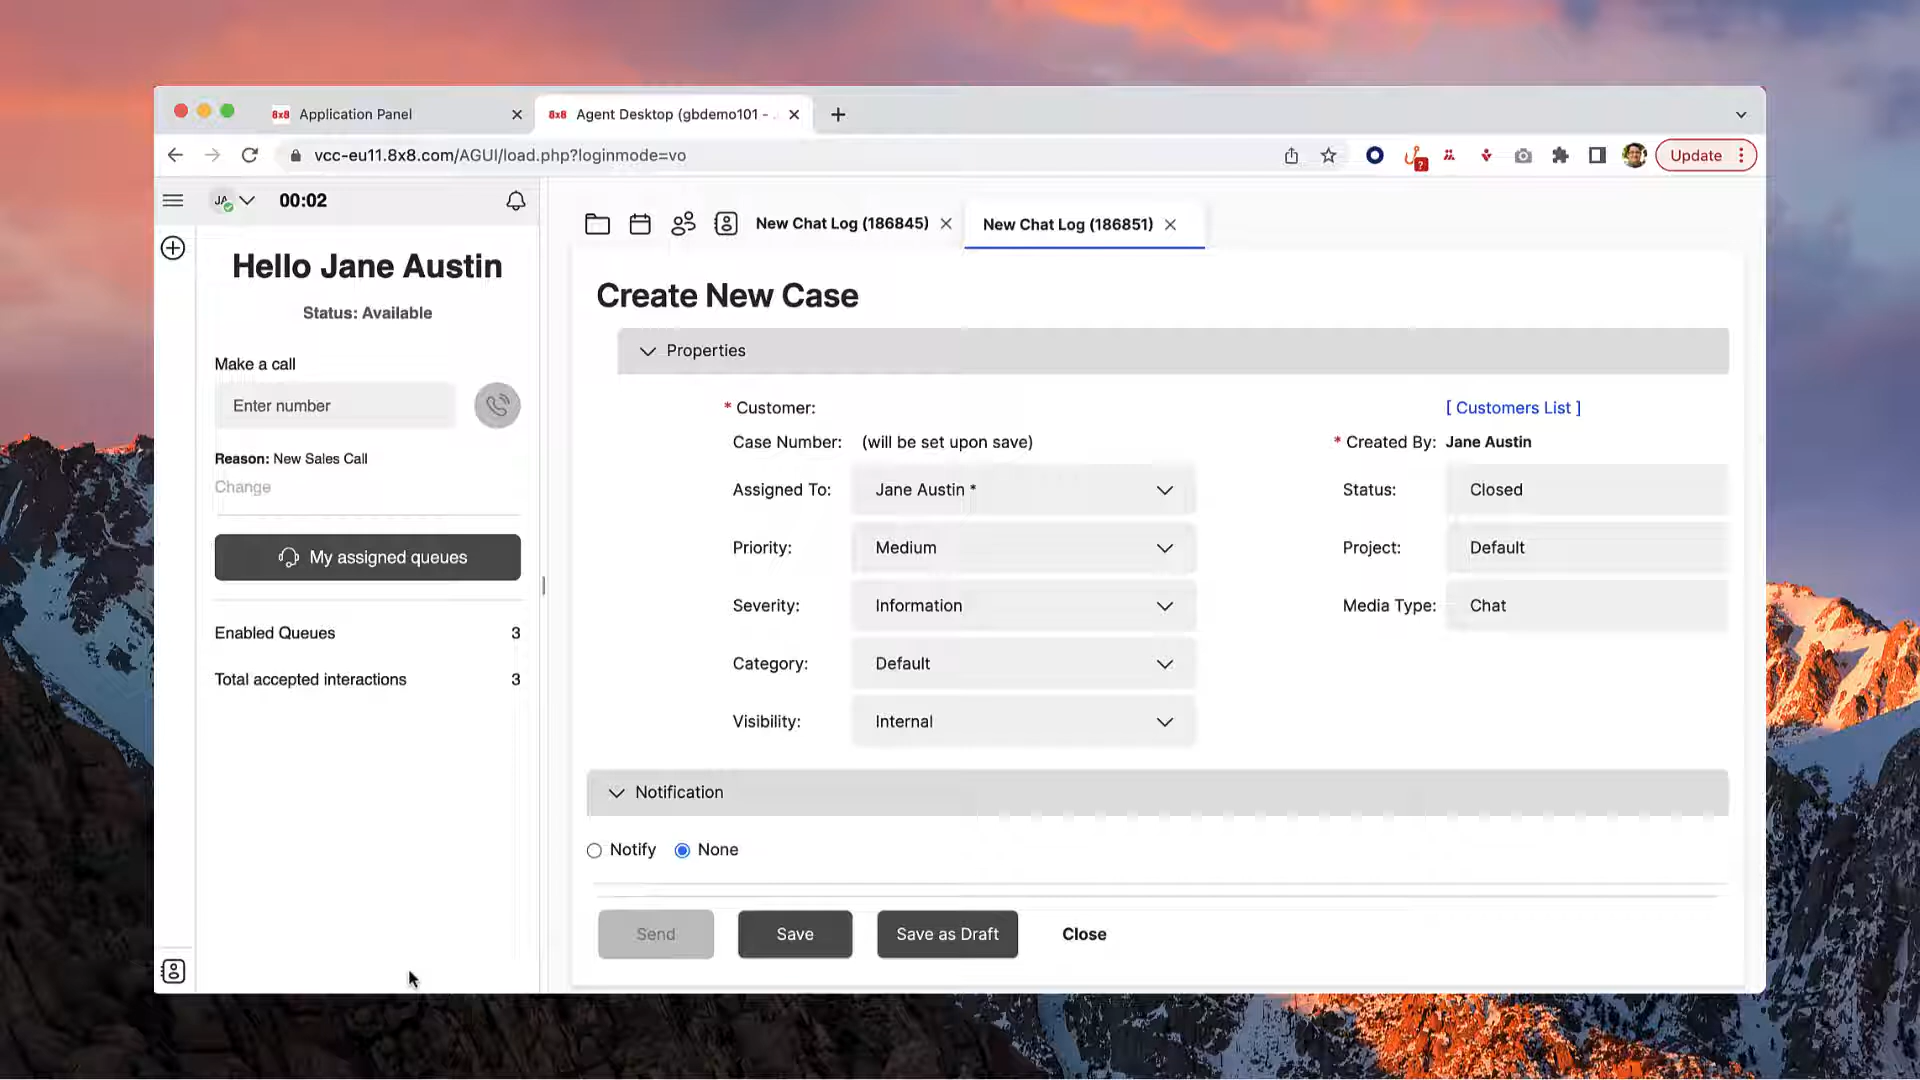 8x8 Application Panel
8x8 Agent Desktop (gbdemo101 -
vcc-eu11.8x8.com/AGUI/load.php?loginmode=vo
?
Update
JA
00:02
New Chat Log (186845)
New Chat Log (186851)
Hello Jane Austin
Status: Available
Make a call
Enter number
Reason: New Sales Call
Change
My assigned queues
Enabled Queues 3
Total accepted interactions 3
Create New Case
Properties
* Customer:
[ Customers List ]
Case Number: (will be set upon save)
* Created By: Jane Austin
Assigned To: Jane Austin *
Status: Closed
Priority: Medium
Project: Default
Severity: Information
Media Type: Chat
Category: Default
Visibility: Internal
Notification
Notify None
Send Save Save as Draft Close